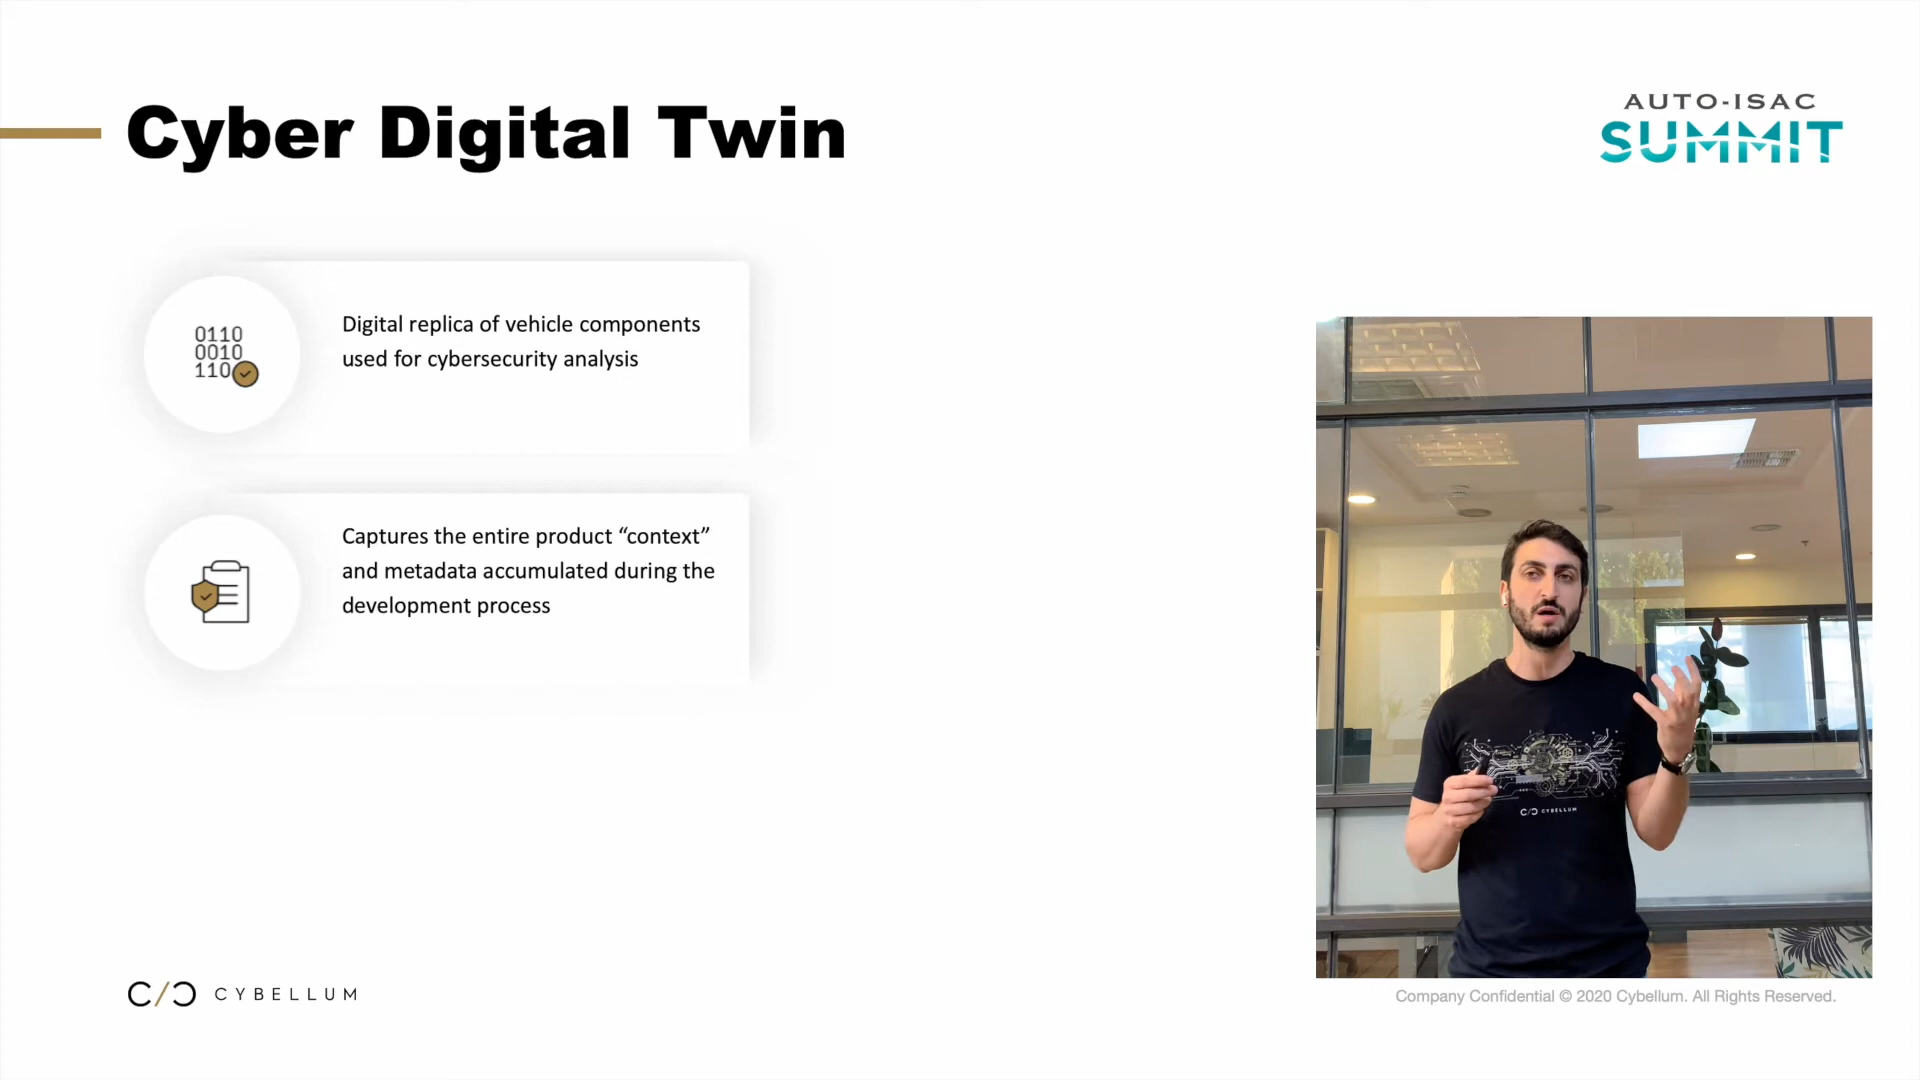 Cyber Digital Twin
AUTO-ISAC
SUMMIT
0110
0010
110
Digital replica of vehicle components
used for cybersecurity analysis
Captures the entire product “context”
and metadata accumulated during the
development process
C/Ɔ CYBELLUM
C/Ɔ CYBELLUM
Company Confidential © 2020 Cybellum. All Rights Reserved.